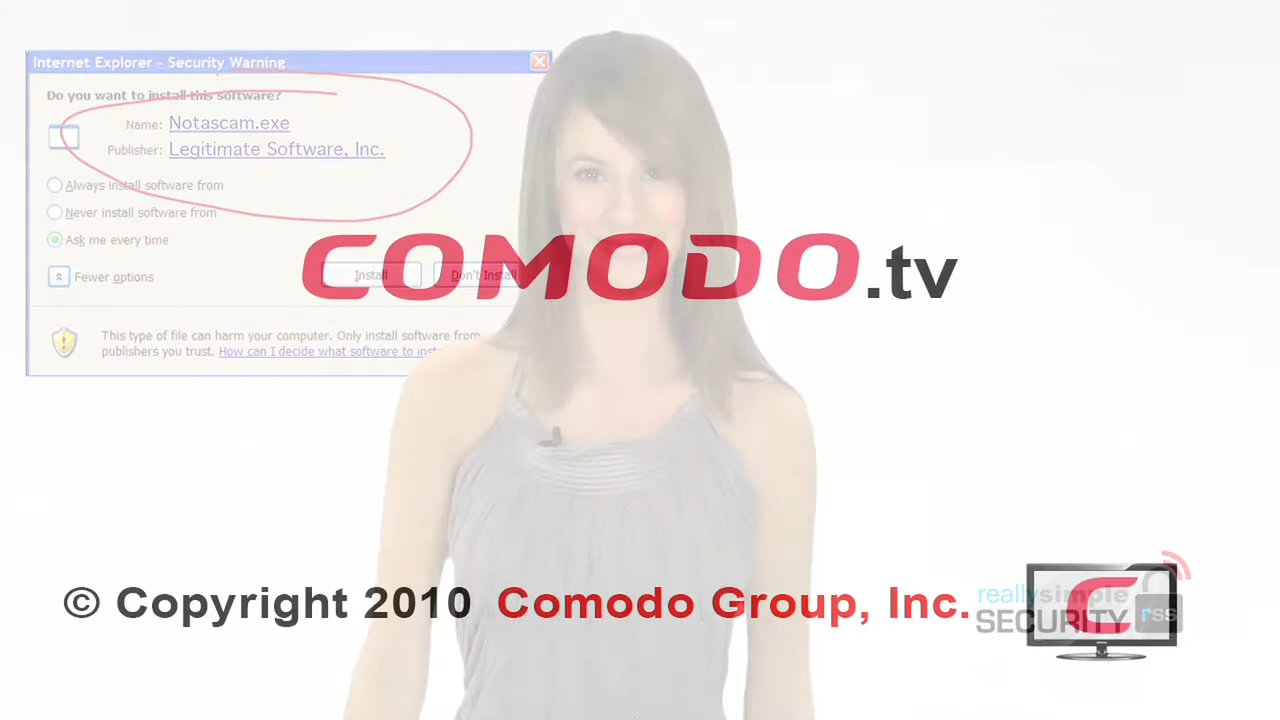 Internet Explorer - Security Warning
Do you want to install this software?
Name: Notascam.exe
Publisher: Legitimate Software, Inc.
Always install software from
Never install software from
Ask me every time
Fewer options
Install
Don't Install
COMODO.tv
This type of file can harm your computer. Only install software from
publishers you trust. How can I decide what software to
© Copyright 2010 Comodo Group, Inc.
reallysimple
SECURITY
rss
C